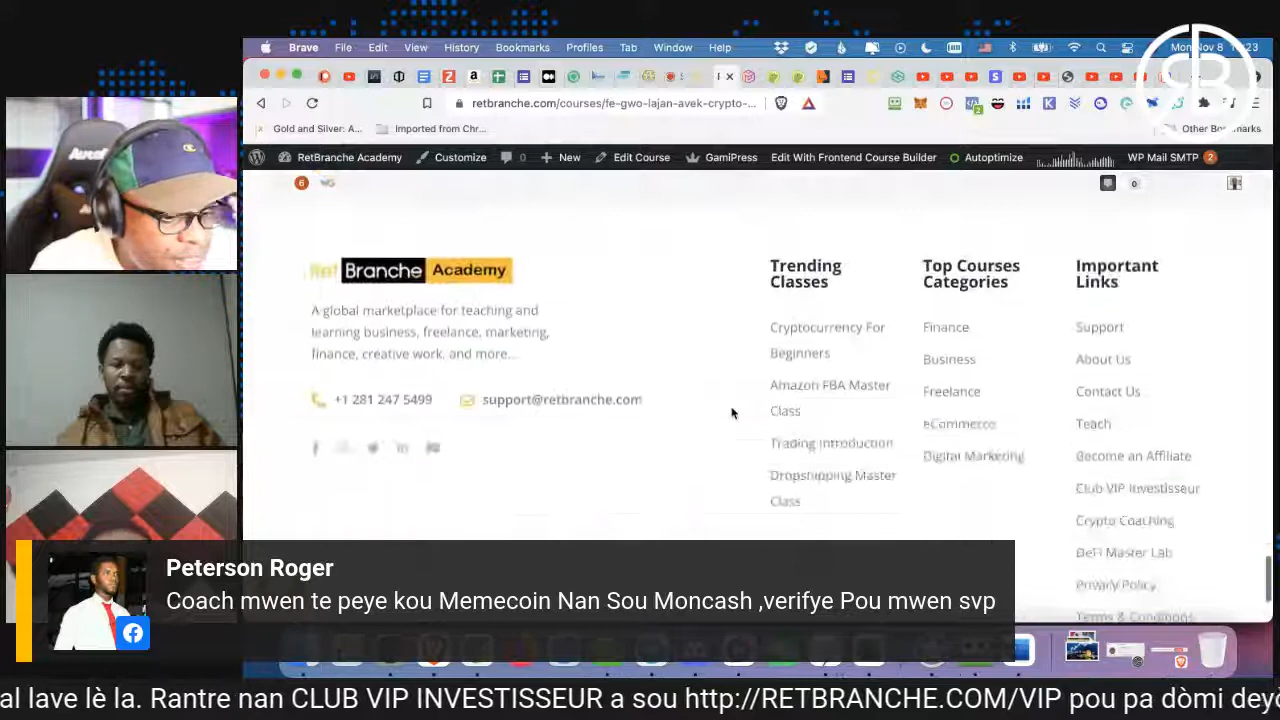 Brave File Edit View History Bookmarks Profiles Tab Window Help
Mon Nov 8
retbranche.com/courses/fe-gwo-lajan-avek-crypto-...
Gold and Silver: A... Imported from Chr... Other Bookmarks
RetBranche Academy Customize 0 New Edit Course GamiPress Edit With Frontend Course Builder Autoptimize WP Mail SMTP 2
6 0
Ret Branche Academy
A global marketplace for teaching and
learning business, freelance, marketing,
finance, creative work, and more...
+1 281 247 5499 support@retbranche.com
Trending
Classes
Cryptocurrency For
Beginners
Amazon FBA Master
Class
Trading Introduction
Dropshipping Master
Class
Top Courses
Categories
Finance
Business
Freelance
eCommerce
Digital Marketing
Important
Links
Support
About Us
Contact Us
Teach
Become an Affiliate
Club VIP Investisseur
Crypto Coaching
DeFi Master Lab
Privacy Policy
Terms & Conditions
Peterson Roger
Coach mwen te peye kou Memecoin Nan Sou Moncash ,verifye Pou mwen svp
al lave lè la. Rantre nan CLUB VIP INVESTISSEUR a sou http://RETBRANCHE.COM/VIP pou pa dòmi deyò